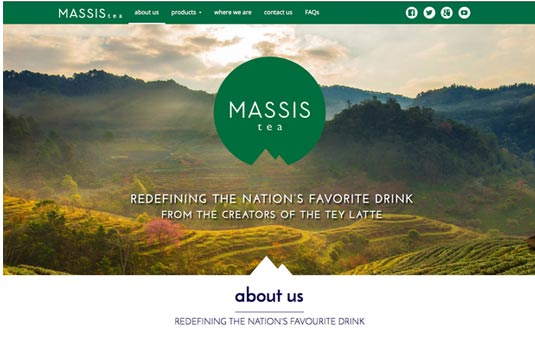 MASSIS tea about us products where we are contact us FAQs
MASSIS
tea
REDEFINING THE NATION'S FAVORITE DRINK
FROM THE CREATORS OF THE TEY LATTE
about us
REDEFINING THE NATION'S FAVOURITE DRINK